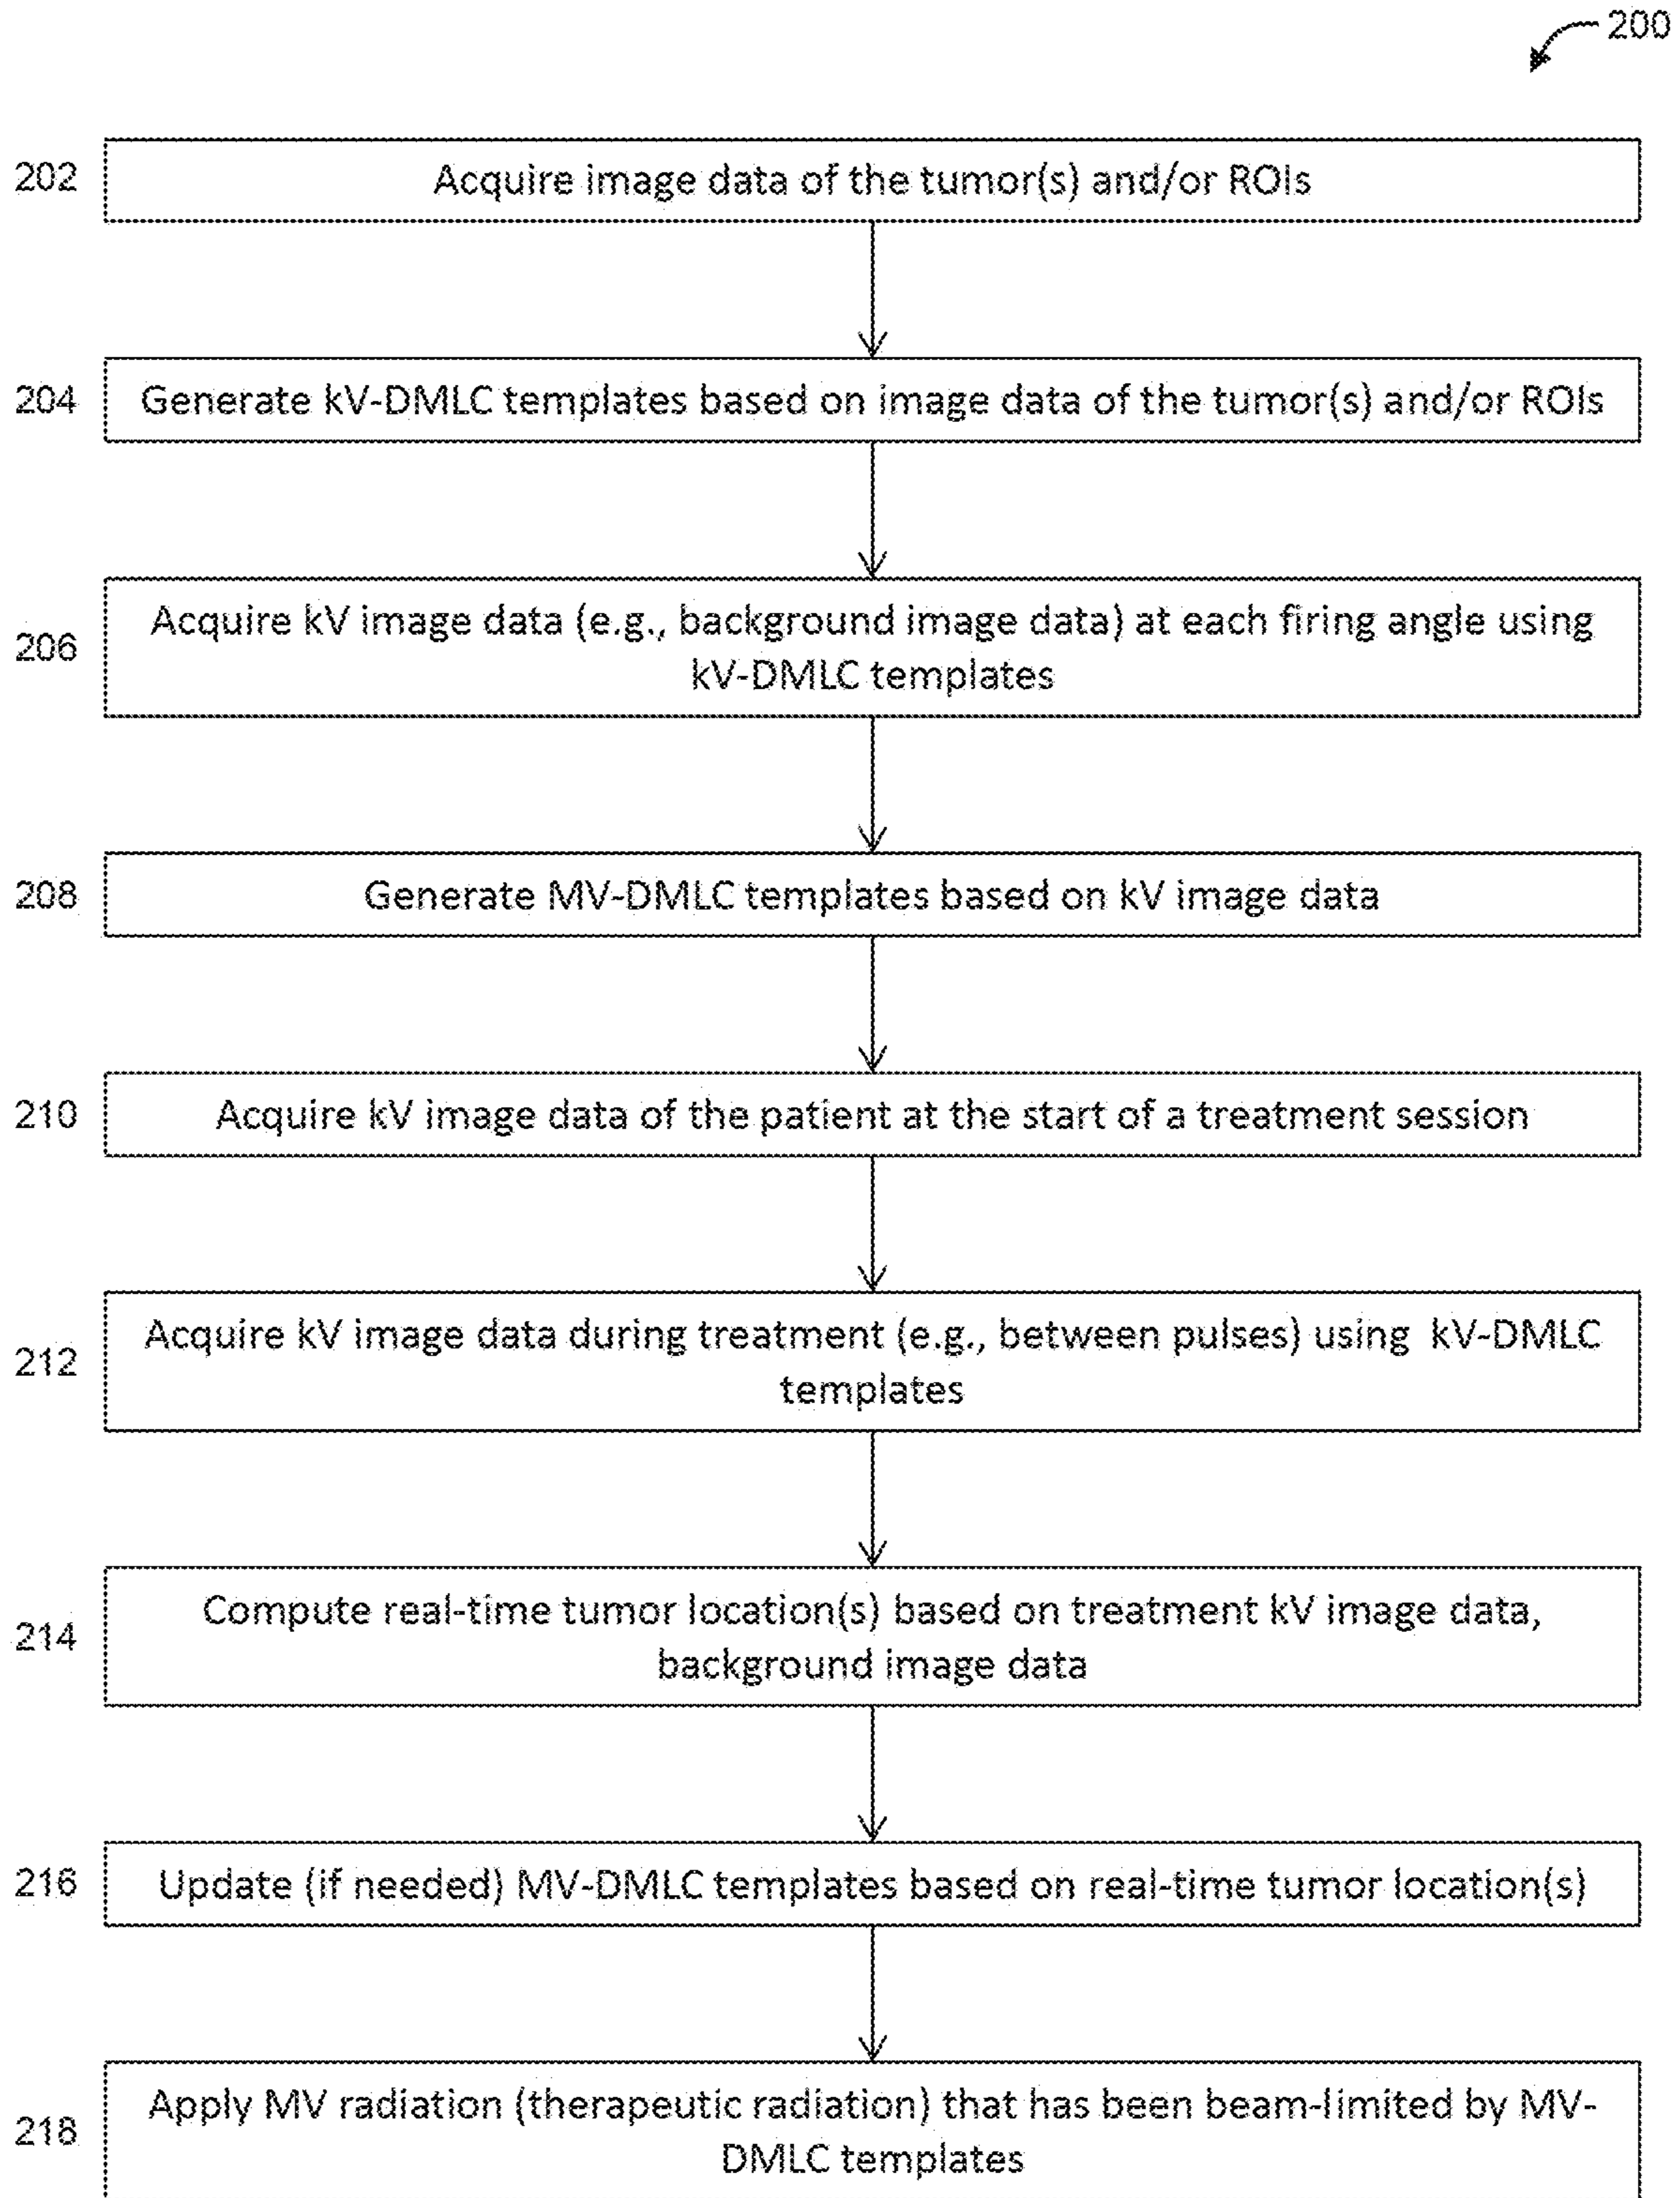 200
202
Acquire image data of the tumor(s) and/or ROIs
204
Generate kV-DMLC templates based on image data of the tumor(s) and/or ROIs
206
Acquire kV image data (e.g., background image data) at each firing angle using
kV-DMLC templates
208
Generate MV-DMLC templates based on kV image data
210
Acquire kV image data of the patient at the start of a treatment session
212
Acquire kV image data during treatment (e.g., between pulses) using kV-DMLC
templates
214
Compute real-time tumor location(s) based on treatment kV image data,
background image data
216
Update (if needed) MV-DMLC templates based on real-time tumor location(s)
218
Apply MV radiation (therapeutic radiation) that has been beam-limited by MV-
DMLC templates